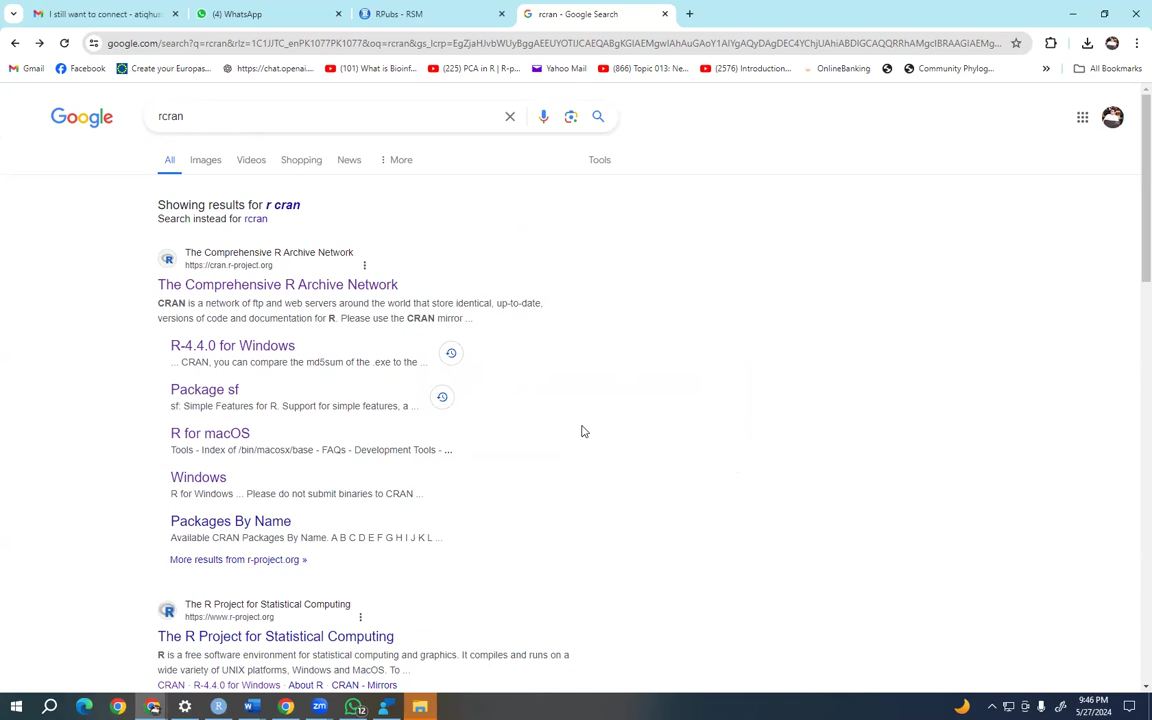 I still want to connect - atiqhus
(4) WhatsApp
RPubs - RSM
rcran - Google Search
google.com/search?q=rcran&rlz=1C1JJTC_enPK1077PK1077&oq=rcran&gs_lcrp=EgZjaHJvbWUyBggAEEUYOTIJCAEQABgKGIAEMgwIAhAuGAoY1AIYgAQyDAgDEC4YChjUAhiABDIGCAQQRRhAMgcIBRAAGIAEMg...
Gmail
Facebook
Create your Europas...
https://chat.openai....
(101) What is Bioinf...
(225) PCA in R | R-p...
Yahoo Mail
(866) Topic 013: Ne...
(2576) Introduction...
OnlineBanking
Community Phylog...
»
All Bookmarks
Google
rcran
All
Images
Videos
Shopping
News
More
Tools
Showing results for r cran
Search instead for rcran
The Comprehensive R Archive Network
https://cran.r-project.org
The Comprehensive R Archive Network
CRAN is a network of ftp and web servers around the world that store identical, up-to-date,
versions of code and documentation for R. Please use the CRAN mirror ...
R-4.4.0 for Windows
... CRAN, you can compare the md5sum of the .exe to the ...
Package sf
sf: Simple Features for R. Support for simple features, a ...
R for macOS
Tools - Index of /bin/macosx/base - FAQs - Development Tools - ...
Windows
R for Windows ... Please do not submit binaries to CRAN ...
Packages By Name
Available CRAN Packages By Name. A B C D E F G H I J K L ...
More results from r-project.org »
The R Project for Statistical Computing
https://www.r-project.org
The R Project for Statistical Computing
R is a free software environment for statistical computing and graphics. It compiles and runs on a
wide variety of UNIX platforms, Windows and MacOS. To ...
CRAN · R-4.4.0 for Windows · About R · CRAN - Mirrors
12
9:46 PM
5/27/2024